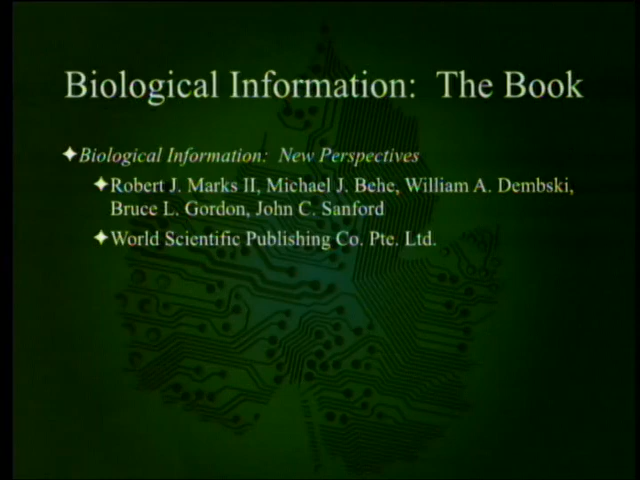 Biological Information: The Book
Biological Information: New Perspectives
Robert J. Marks II, Michael J. Behe, William A. Dembski,
Bruce L. Gordon, John C. Sanford
World Scientific Publishing Co. Pte. Ltd.